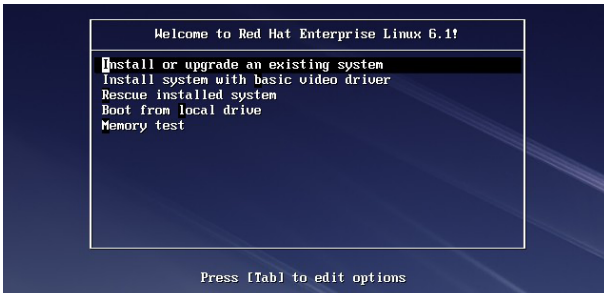 Welcome to Red Hat Enterprise Linux 6.1!
Install or upgrade an existing system
Install system with basic video driver
Rescue installed system
Boot from local drive
Memory test
Press [Tab] to edit options